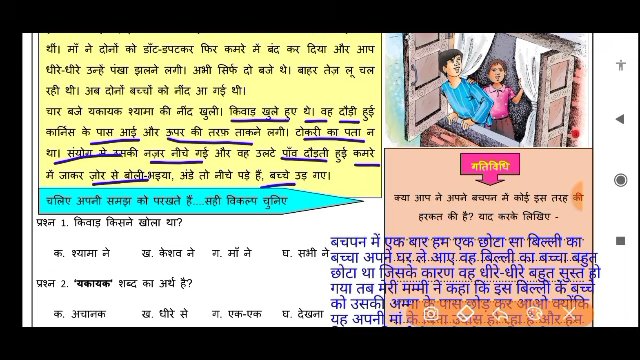 थीं। माँ ने दोनों को डाँट-डपटकर फिर कमरे में बंद कर दिया और आप
धीरे-धीरे उन्हें पंखा झलने लगी। अभी सिर्फ दो बजे थे। बाहर तेज़ लू चल
रही थी। अब दोनों बच्चों को नींद आ गई थी।
चार बजे यकायक श्यामा की नींद खुली। किवाड़ खुले हुए थे। वह दौड़ी हुई
कार्निस के पास आई और ऊपर की तरफ़ ताकने लगी। टोकरी का पता न
था। संयोग से उसकी नज़र नीचे गई और वह उलटे पाँव दौड़ती हुई कमरे
में जाकर ज़ोर से बोली-भइया, अंडे तो नीचे पड़े हैं, बच्चे उड़ गए।
चलिए अपनी समझ को परखते हैं....सही विकल्प चुनिए
प्रश्न 1. किवाड़ किसने खोला था?
क. श्यामा ने ख. केशव ने ग. माँ ने घ. सभी ने
प्रश्न 2. 'यकायक' शब्द का अर्थ है?
क. अचानक ख. धीरे से ग. एक-एक घ. देखना
गतिविधि
क्या आप ने अपने बचपन में कोई इस तरह की
हरकत की है? याद करके लिखिए -
बचपन में एक बार हम एक छोटा सा बिल्ली का
बच्चा अपने घर ले आए वह बिल्ली का बच्चा बहुत
छोटा था जिसके कारण वह धीरे-धीरे बहुत सुस्त हो
गया तब मेरी मम्मी ने कहा कि इस बिल्ली के बच्चे
को उसकी अम्मा के पास छोड़ कर आओ क्योंकि
यह अपनी मां के बिना उदास हो रहा है और हम